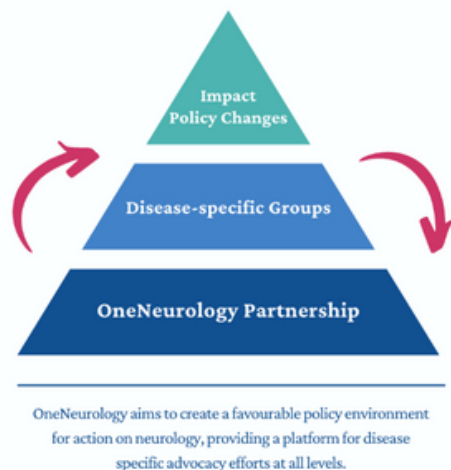 Impact
Policy Changes
Disease-specific Groups
OneNeurology Partnership
OneNeurology aims to create a favourable policy environment
for action on neurology, providing a platform for disease
specific advocacy efforts at all levels.